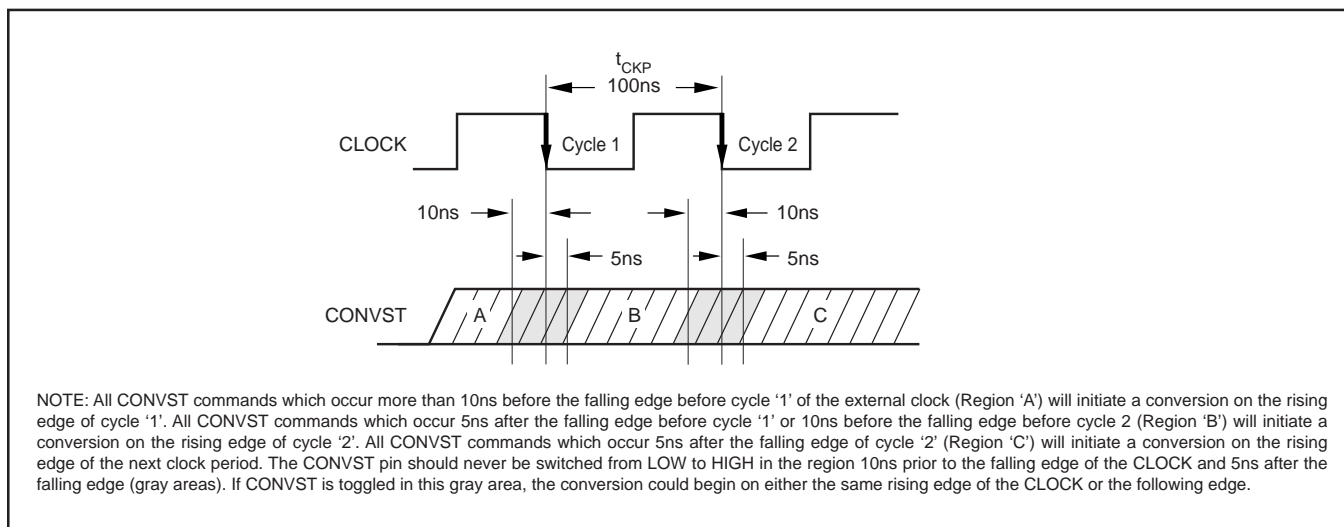 t_CKP
100ns
CLOCK
Cycle 1
Cycle 2
10ns
10ns
5ns
5ns
CONVST
A
B
C
NOTE: All CONVST commands which occur more than 10ns before the falling edge before cycle ‘1’ of the external clock (Region ‘A’) will initiate a conversion on the rising
edge of cycle ‘1’. All CONVST commands which occur 5ns after the falling edge before cycle ‘1’ or 10ns before the falling edge before cycle 2 (Region ‘B’) will initiate a
conversion on the rising edge of cycle ‘2’. All CONVST commands which occur 5ns after the falling edge of cycle ‘2’ (Region ‘C’) will initiate a conversion on the rising
edge of the next clock period. The CONVST pin should never be switched from LOW to HIGH in the region 10ns prior to the falling edge of the CLOCK and 5ns after the
falling edge (gray areas). If CONVST is toggled in this gray area, the conversion could begin on either the same rising edge of the CLOCK or the following edge.